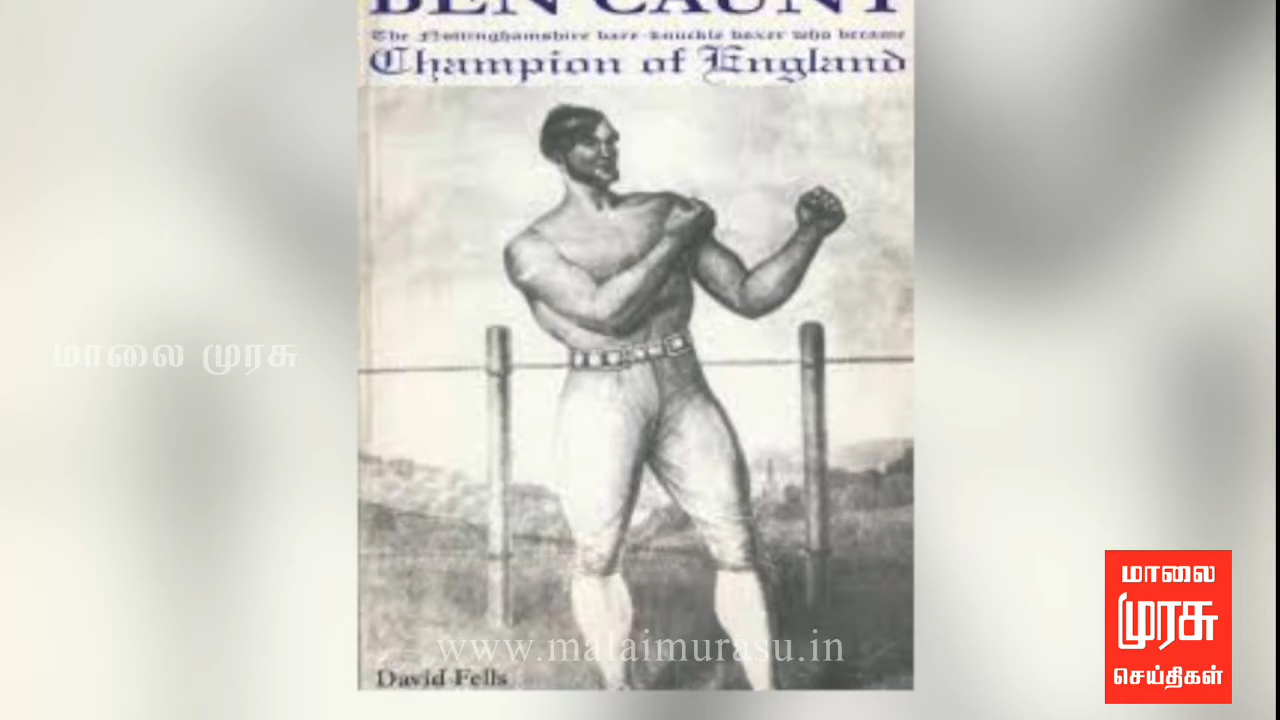 BEN CAUNT
The Nottinghamshire bare-knuckle boxer who became
Champion of England
மாலை முரசு
www.malaimurasu.in
David Fells
மாலை
முரசு
செய்திகள்